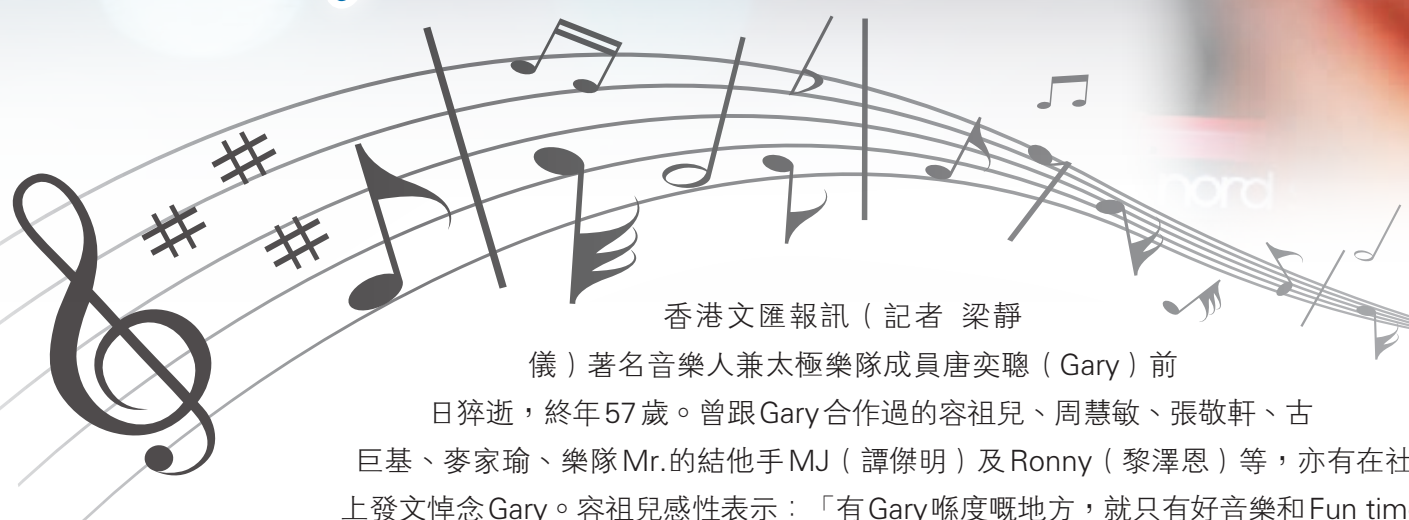 nord
香港文匯報訊（記者 梁靜
儀）著名音樂人兼太極樂隊成員唐奕聰（Gary）前
日猝逝，終年57歲。曾跟Gary合作過的容祖兒、周慧敏、張敬軒、古
巨基、麥家瑜、樂隊Mr.的結他手MJ（譚傑明）及Ronny（黎澤恩）等，亦有在社
上發文悼念Gary。容祖兒感性表示：「有Gary喺度嘅地方，就只有好音樂和Fun tim